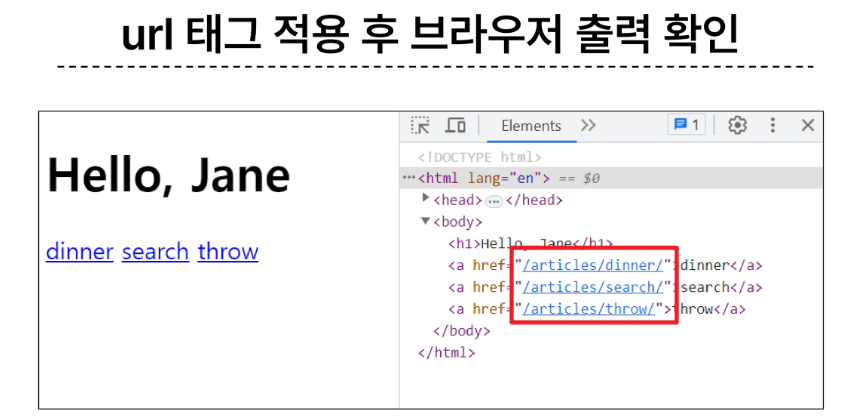 url 태그 적용 후 브라우저 출력 확인
Hello, Jane
dinner search throw
Elements
1
<!DOCTYPE html>
<html lang="en"> == $0
<head> ... </head>
<body>
<h1>Hello, Jane</h1>
<a href="/articles/dinner/">dinner</a>
<a href="/articles/search/">search</a>
<a href="/articles/throw/">throw</a>
</body>
</html>